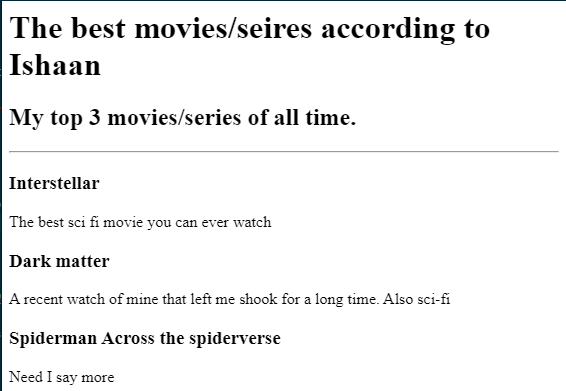 The best movies/seires according to
Ishaan
My top 3 movies/series of all time.
Interstellar
The best sci fi movie you can ever watch
Dark matter
A recent watch of mine that left me shook for a long time. Also sci-fi
Spiderman Across the spiderverse
Need I say more